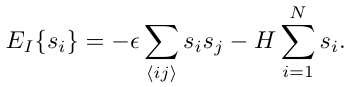 $E_I\{s_i\} = -\epsilon \sum_{\langle ij \rangle} s_i s_j - H \sum_{i=1}^{N} s_i.$